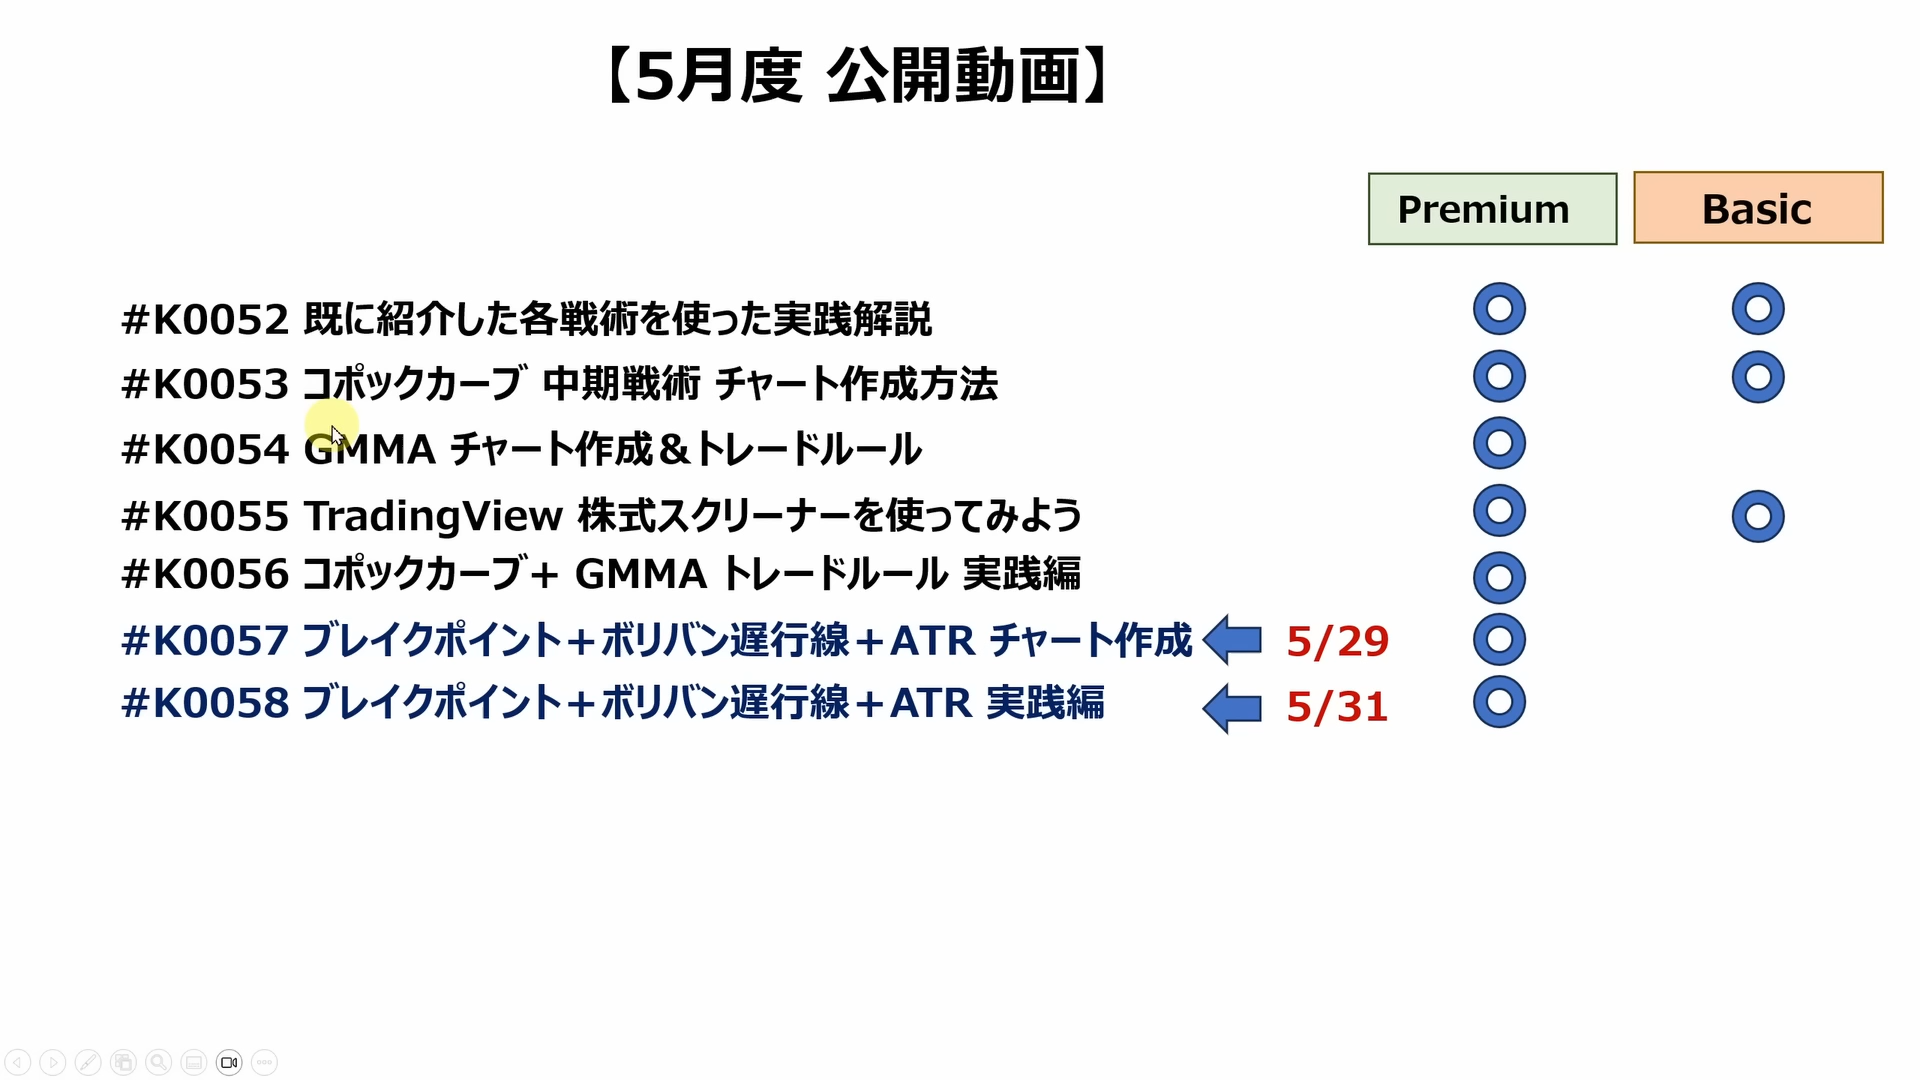 【5月度 公開動画】
Premium Basic
#K0052 既に紹介した各戦術を使った実践解説
#K0053 コポックカーブ 中期戦術 チャート作成方法
#K0054 GMMA チャート作成＆トレードルール
#K0055 TradingView 株式スクリーナーを使ってみよう
#K0056 コポックカーブ＋ GMMA トレードルール 実践編
#K0057 ブレイクポイント＋ボリバン遅行線＋ATR チャート作成 5/29
#K0058 ブレイクポイント＋ボリバン遅行線＋ATR 実践編 5/31